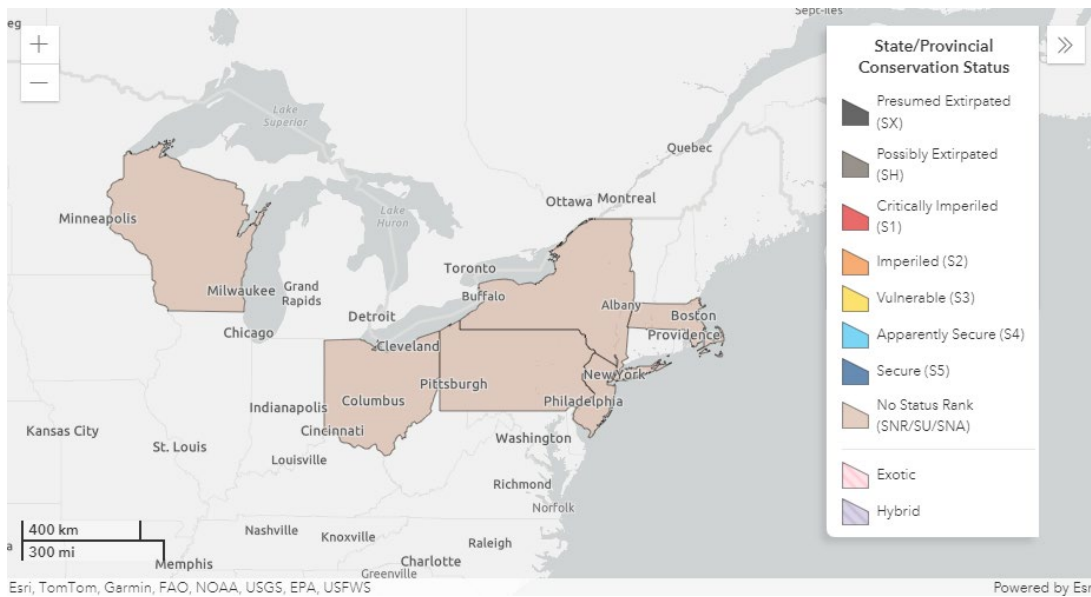 Sept-Iles
eg
+
−
State/Provincial
Conservation Status
Presumed Extirpated
(SX)
Possibly Extirpated
(SH)
Critically Imperiled
(S1)
Imperiled (S2)
Vulnerable (S3)
Apparently Secure (S4)
Secure (S5)
No Status Rank
(SNR/SU/SNA)
Exotic
Hybrid
Lake
Superior
Quebec
Ottawa
Montreal
Minneapolis
Lake
Huron
Toronto
Milwaukee
Grand
Rapids
Buffalo
Albany
Boston
Detroit
Providence
Chicago
Cleveland
New York
Pittsburgh
Indianapolis
Columbus
Philadelphia
Kansas City
Cincinnati
Washington
St. Louis
Louisville
Richmond
Norfolk
Nashville
Knoxville
Raleigh
400 km
300 mi
a
Memphis
Charlotte
Greenville
Esri, TomTom, Garmin, FAO, NOAA, USGS, EPA, USFWS
Powered by Esr